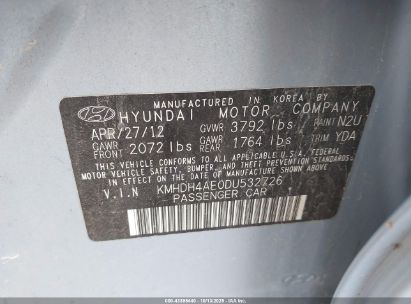 MANUFACTURED IN KOREA BY
HYUNDAI MOTOR COMPANY
APR/27/12 GVWR 3792 lbs PAINT N2U
GAWR FRONT 2072 lbs GAWR REAR 1764 lbs TRIM YDA
THIS VEHICLE CONFORMS TO ALL APPLICABLE U.S./ FEDERAL
MOTOR VEHICLE SAFETY, BUMPER, AND THEFT PREVENTION STANDARDS
IN EFFECT ON THE DATE OF MANUFACTURE SHOWN ABOVE.
V.I.N KMHDH4AE0DU532726
PASSENGER CAR